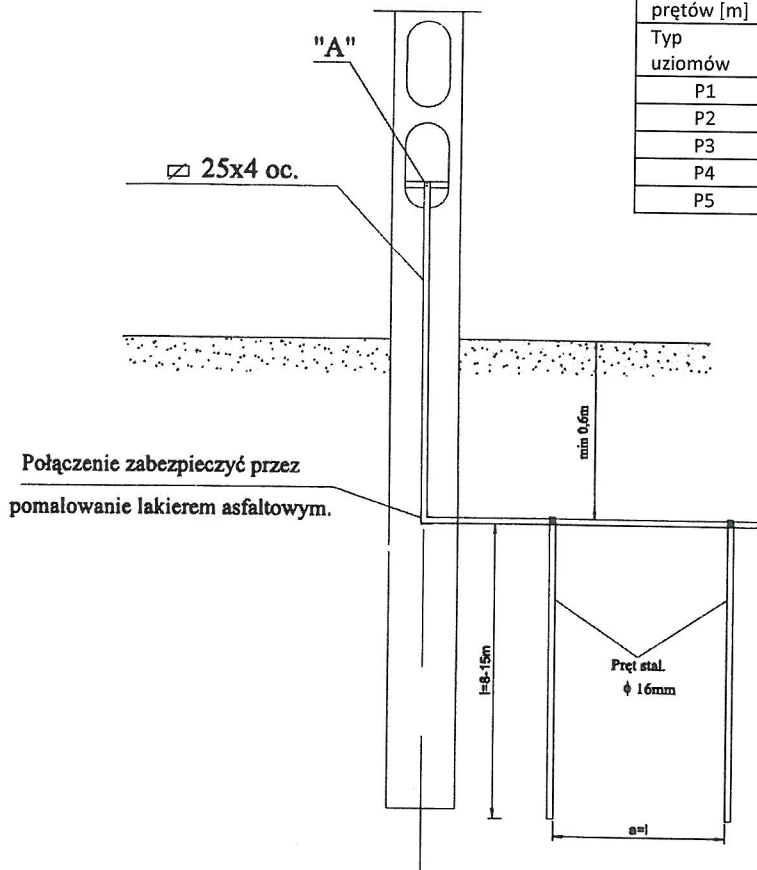 prętów [m]
Typ
uziomów
P1
P2
P3
P4
P5
"A"
25x4 oc.
min 0,6m
Połączenie zabezpieczyć przez
pomalowanie lakierem asfaltowym.
l=8-15m
Pręt stal.
ϕ 16mm
a=l